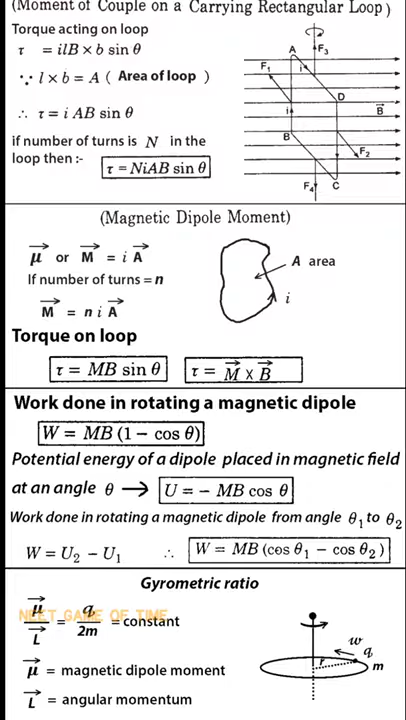 (Moment of Couple on a Carrying Rectangular Loop)
Torque acting on loop
τ = ilB × b sin θ
∵ l × b = A ( Area of loop )
∴ τ = i AB sin θ
if number of turns is N in the
loop then :-
τ = NiAB sin θ
A
F₃
F₁
i
D
i
B⃗
B
F₂
F₄
C
(Magnetic Dipole Moment)
μ⃗ or M⃗ = i A⃗
If number of turns = n
M⃗ = n i A⃗
A area
i
Torque on loop
τ = MB sin θ
τ = M⃗ × B⃗
Work done in rotating a magnetic dipole
W = MB (1 − cos θ)
Potential energy of a dipole placed in magnetic field
at an angle θ → U = − MB cos θ
Work done in rotating a magnetic dipole from angle θ₁ to θ₂
W = U₂ − U₁ ∴ W = MB (cos θ₁ − cos θ₂)
Gyrometric ratio
μ⃗ / L⃗ = q / 2m = constant
NEET GAME OF TIME
μ⃗ = magnetic dipole moment
L⃗ = angular momentum
w
q
r
m